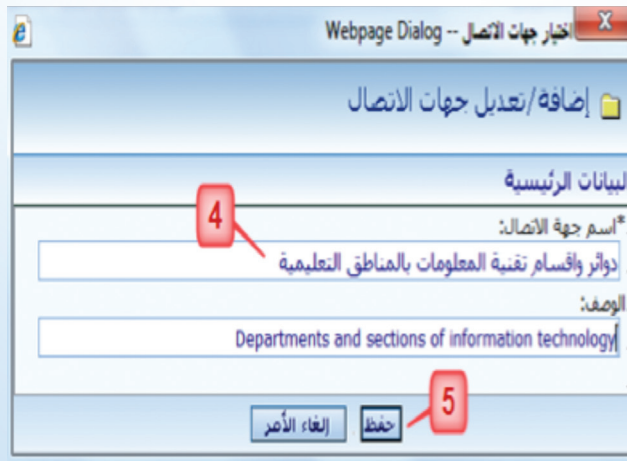 اختيار جهات الاتصال -- Webpage Dialog
إضافة/تعديل جهات الاتصال
البيانات الرئيسية
*اسم جهة الاتصال:
4
دوائر واقسام تقنية المعلومات بالمناطق التعليمية
الوصف:
Departments and sections of information technology
5
حفظ إلغاء الأمر